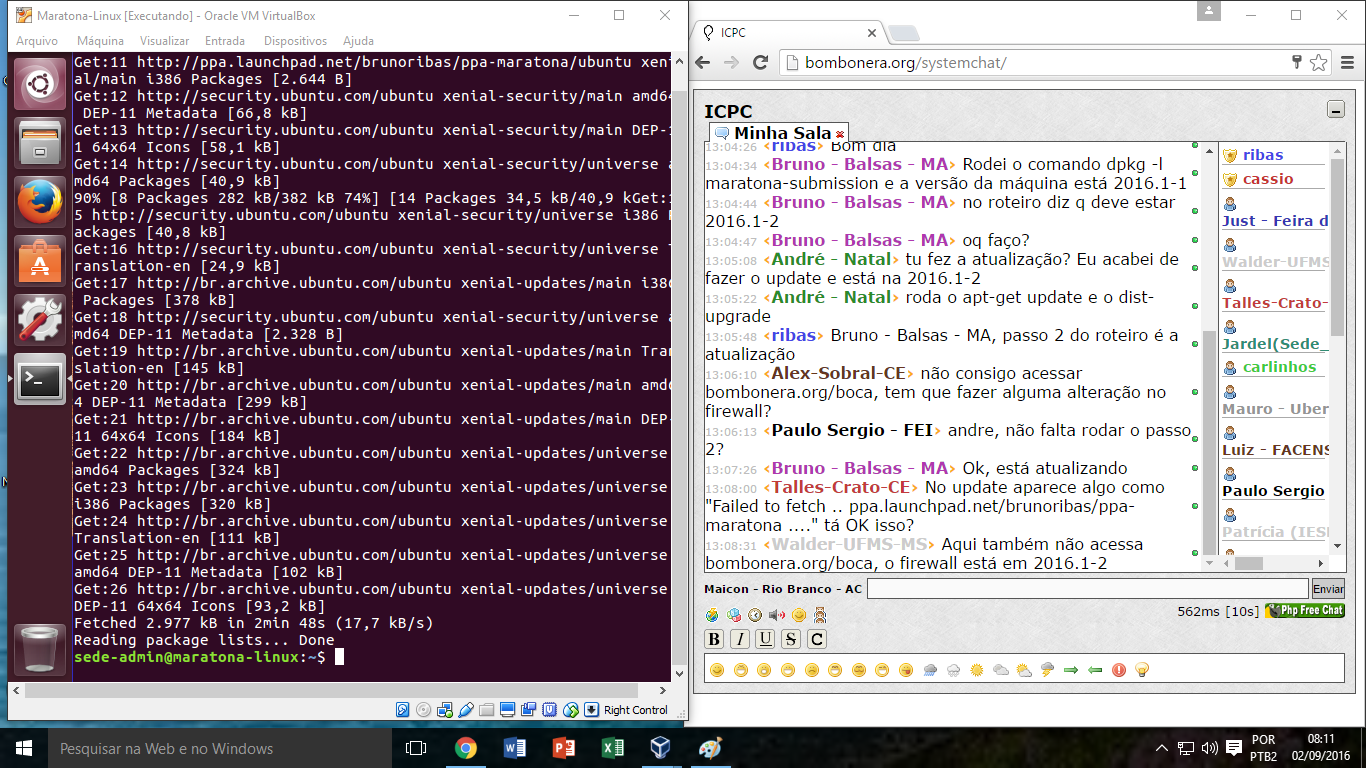 Maratona-Linux [Executando] - Oracle VM VirtualBox
Arquivo Máquina Visualizar Entrada Dispositivos Ajuda
Get:11 http://ppa.launchpad.net/brunoribas/ppa-maratona/ubuntu xeni
al/main i386 Packages [2.644 B]
Get:12 http://security.ubuntu.com/ubuntu xenial-security/main amd64
DEP-11 Metadata [66,8 kB]
Get:13 http://security.ubuntu.com/ubuntu xenial-security/main DEP-1
1 64x64 Icons [58,1 kB]
Get:14 http://security.ubuntu.com/ubuntu xenial-security/universe a
md64 Packages [40,9 kB]
90% [8 Packages 282 kB/382 kB 74%] [14 Packages 34,5 kB/40,9 kGet:1
5 http://security.ubuntu.com/ubuntu xenial-security/universe i386 P
ackages [40,8 kB]
Get:16 http://security.ubuntu.com/ubuntu xenial-security/universe T
ranslation-en [24,9 kB]
Get:17 http://br.archive.ubuntu.com/ubuntu xenial-updates/main i386
Packages [378 kB]
Get:18 http://security.ubuntu.com/ubuntu xenial-security/universe a
md64 DEP-11 Metadata [2.328 B]
Get:19 http://br.archive.ubuntu.com/ubuntu xenial-updates/main Tran
slation-en [145 kB]
Get:20 http://br.archive.ubuntu.com/ubuntu xenial-updates/main amd6
4 DEP-11 Metadata [299 kB]
Get:21 http://br.archive.ubuntu.com/ubuntu xenial-updates/main DEP-
11 64x64 Icons [184 kB]
Get:22 http://br.archive.ubuntu.com/ubuntu xenial-updates/universe
amd64 Packages [324 kB]
Get:23 http://br.archive.ubuntu.com/ubuntu xenial-updates/universe
i386 Packages [320 kB]
Get:24 http://br.archive.ubuntu.com/ubuntu xenial-updates/universe
Translation-en [111 kB]
Get:25 http://br.archive.ubuntu.com/ubuntu xenial-updates/universe
amd64 DEP-11 Metadata [102 kB]
Get:26 http://br.archive.ubuntu.com/ubuntu xenial-updates/universe
DEP-11 64x64 Icons [93,2 kB]
Fetched 2.977 kB in 2min 48s (17,7 kB/s)
Reading package lists... Done
sede-admin@maratona-linux:~$
Right Control
ICPC
bombonera.org/systemchat/
ICPC
Minha Sala
13:04:26 ‹ribas› Bom dia
13:04:34 ‹Bruno - Balsas - MA› Rodei o comando dpkg -l
maratona-submission e a versão da máquina está 2016.1-1
13:04:44 ‹Bruno - Balsas - MA› no roteiro diz q deve estar
2016.1-2
13:04:47 ‹Bruno - Balsas - MA› oq faço?
13:05:08 ‹André - Natal› tu fez a atualização? Eu acabei de
fazer o update e está na 2016.1-2
13:05:22 ‹André - Natal› roda o apt-get update e o dist-
upgrade
13:05:48 ‹ribas› Bruno - Balsas - MA, passo 2 do roteiro é a
atualização
13:06:10 ‹Alex-Sobral-CE› não consigo acessar
bombonera.org/boca, tem que fazer alguma alteração no
firewall?
13:06:13 ‹Paulo Sergio - FEI› andre, não falta rodar o passo
2?
13:07:26 ‹Bruno - Balsas - MA› Ok, está atualizando
13:08:00 ‹Talles-Crato-CE› No update aparece algo como
"Failed to fetch .. ppa.launchpad.net/brunoribas/ppa-
maratona ...." tá OK isso?
13:08:31 ‹Walder-UFMS-MS› Aqui também não acessa
bombonera.org/boca, o firewall está em 2016.1-2
ribas
cassio
Just - Feira d
Walder-UFMS
Talles-Crato-
Jardel(Sede_
carlinhos
Mauro - Uber
Luiz - FACENS
Paulo Sergio
Patrícia (IESI
Maicon - Rio Branco - AC
Enviar
562ms [10s] Php Free Chat
B I U S C
Pesquisar na Web e no Windows
POR
PTB2
08:11
02/09/2016